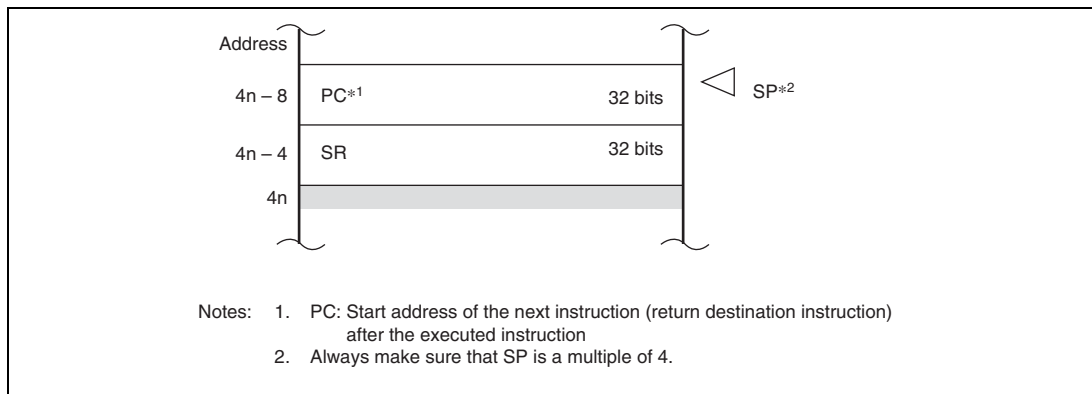 Address
4n – 8 PC*1 32 bits SP*2
4n – 4 SR 32 bits
4n
Notes: 1. PC: Start address of the next instruction (return destination instruction)
after the executed instruction
2. Always make sure that SP is a multiple of 4.